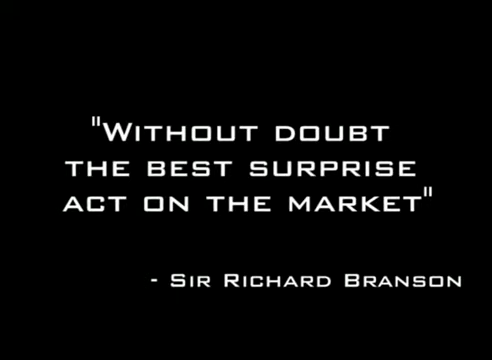 "Without doubt
the best surprise
act on the market"
- Sir Richard Branson